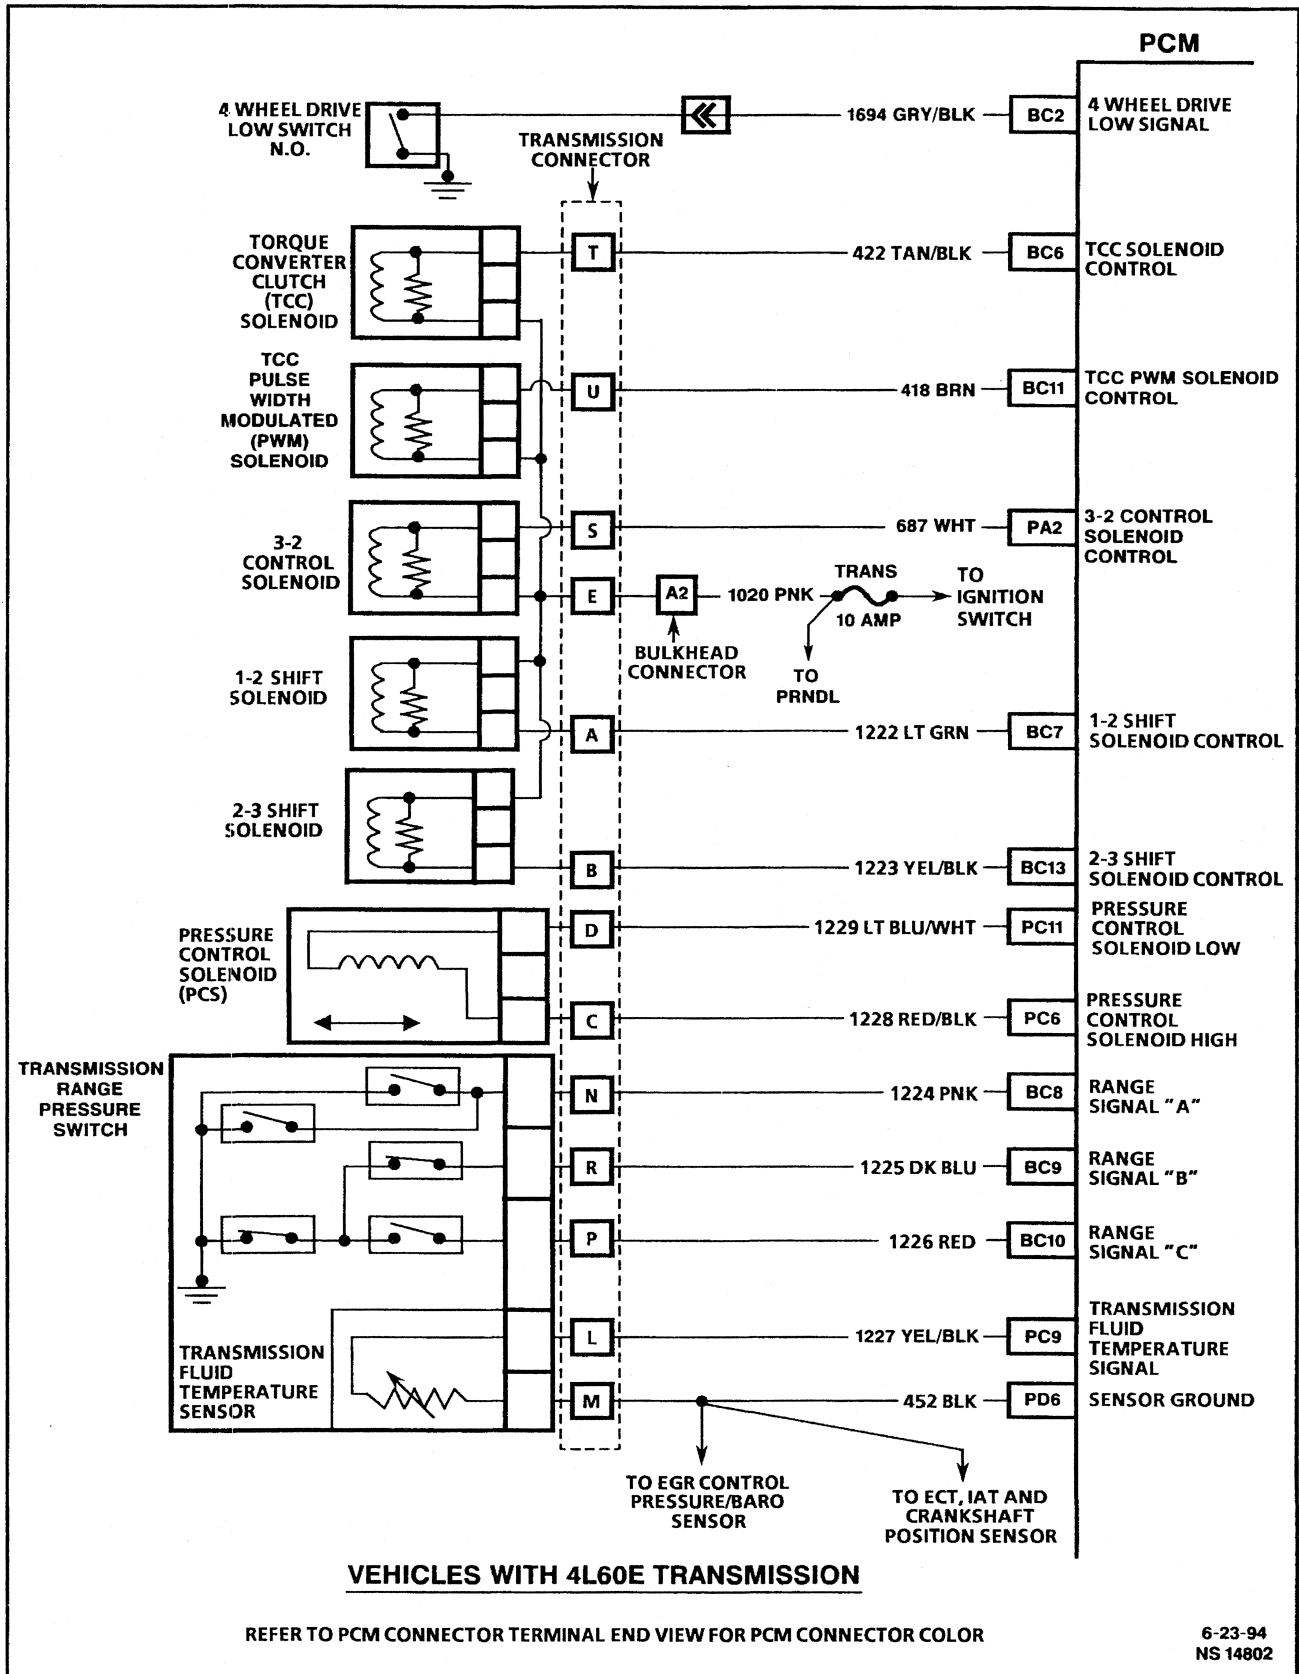 PCM
4 WHEEL DRIVE
LOW SWITCH
N.O.
1694 GRY/BLK
BC2
4 WHEEL DRIVE
LOW SIGNAL
TRANSMISSION
CONNECTOR
TORQUE
CONVERTER
CLUTCH
(TCC)
SOLENOID
T
422 TAN/BLK
BC6
TCC SOLENOID
CONTROL
TCC
PULSE
WIDTH
MODULATED
(PWM)
SOLENOID
U
418 BRN
BC11
TCC PWM SOLENOID
CONTROL
3-2
CONTROL
SOLENOID
S
687 WHT
PA2
3-2 CONTROL
SOLENOID
CONTROL
E
A2
1020 PNK
TRANS
10 AMP
TO
IGNITION
SWITCH
BULKHEAD
CONNECTOR
TO
PRNDL
1-2 SHIFT
SOLENOID
A
1222 LT GRN
BC7
1-2 SHIFT
SOLENOID CONTROL
2-3 SHIFT
SOLENOID
B
1223 YEL/BLK
BC13
2-3 SHIFT
SOLENOID CONTROL
PRESSURE
CONTROL
SOLENOID
(PCS)
D
1229 LT BLU/WHT
PC11
PRESSURE
CONTROL
SOLENOID LOW
C
1228 RED/BLK
PC6
PRESSURE
CONTROL
SOLENOID HIGH
TRANSMISSION
RANGE
PRESSURE
SWITCH
N
1224 PNK
BC8
RANGE
SIGNAL "A"
R
1225 DK BLU
BC9
RANGE
SIGNAL "B"
P
1226 RED
BC10
RANGE
SIGNAL "C"
TRANSMISSION
FLUID
TEMPERATURE
SENSOR
L
1227 YEL/BLK
PC9
TRANSMISSION
FLUID
TEMPERATURE
SIGNAL
M
452 BLK
PD6
SENSOR GROUND
TO EGR CONTROL
PRESSURE/BARO
SENSOR
TO ECT, IAT AND
CRANKSHAFT
POSITION SENSOR
VEHICLES WITH 4L60E TRANSMISSION
REFER TO PCM CONNECTOR TERMINAL END VIEW FOR PCM CONNECTOR COLOR
6-23-94
NS 14802